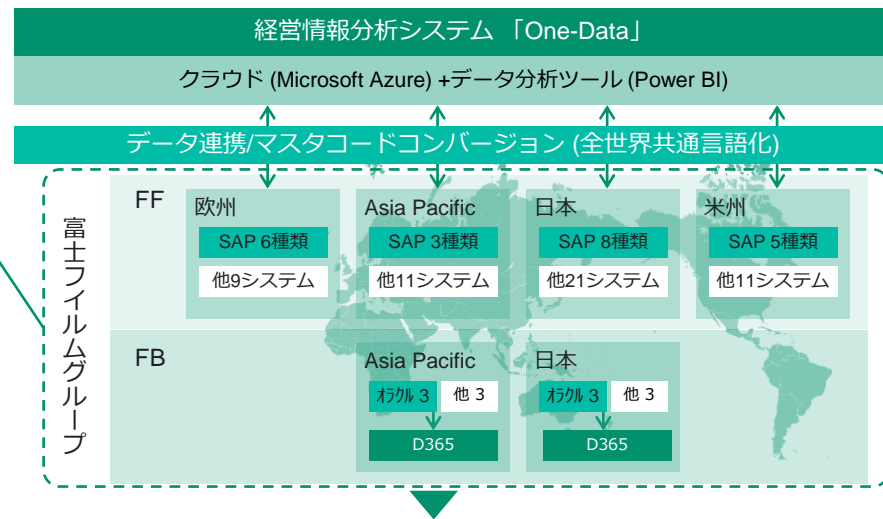 経営情報分析システム 「One-Data」
クラウド (Microsoft Azure) +データ分析ツール (Power BI)
データ連携/マスタコードコンバージョン (全世界共通言語化)
富士フイルムグループ
FF
欧州
SAP 6種類
他9システム
Asia Pacific
SAP 3種類
他11システム
日本
SAP 8種類
他21システム
米州
SAP 5種類
他11システム
FB
Asia Pacific
ｵﾗｸﾙ 3
他 3
D365
日本
ｵﾗｸﾙ 3
他 3
D365